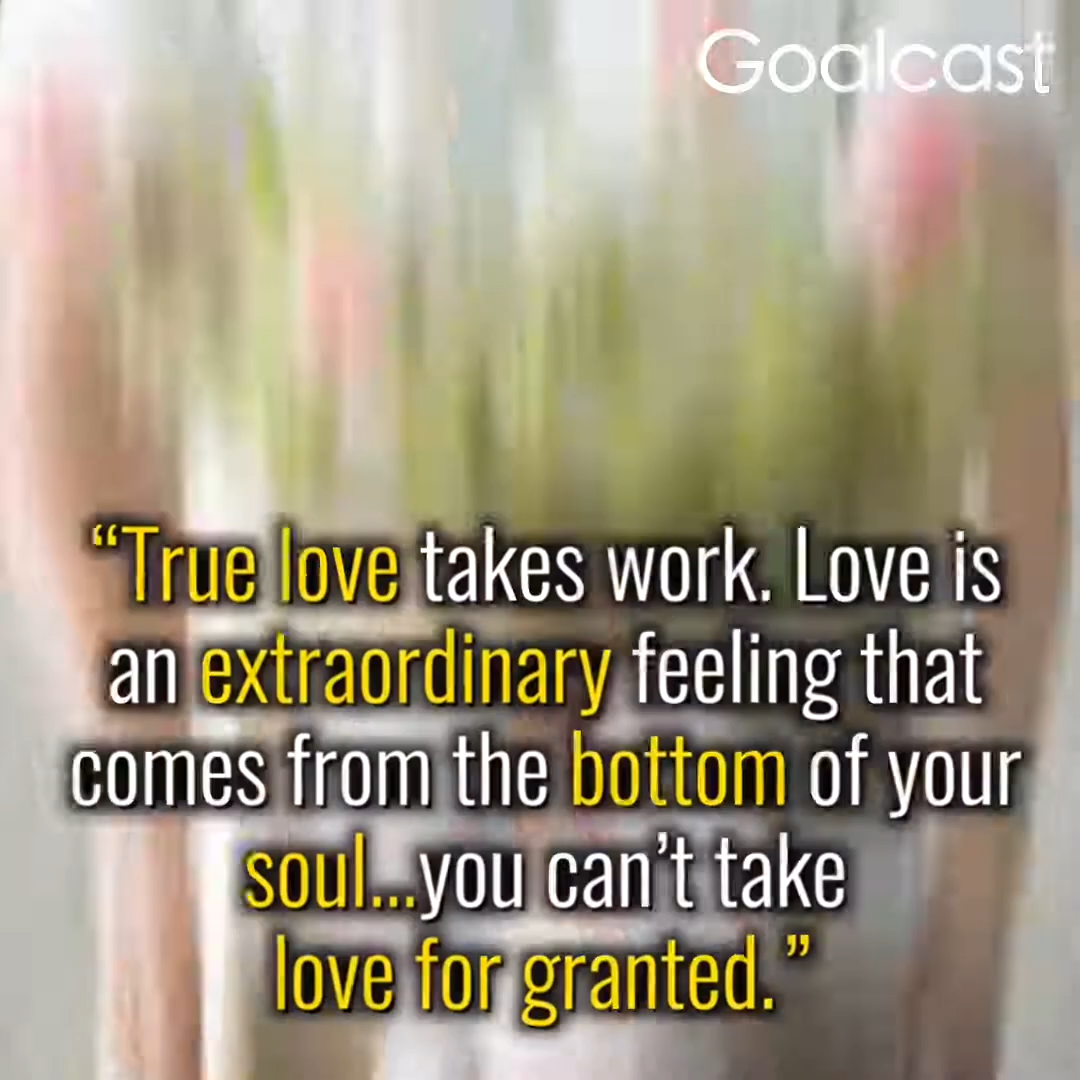 Goalcast
“True love takes work. Love is
an extraordinary feeling that
comes from the bottom of your
soul...you can’t take
love for granted.”